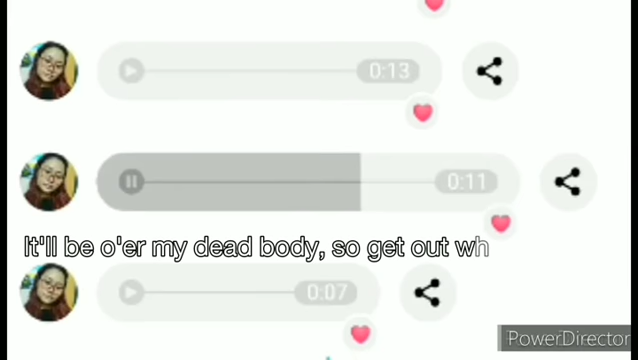 0:13
0:11
It'll be o'er my dead body, so get out wh
0:07
PowerDirector